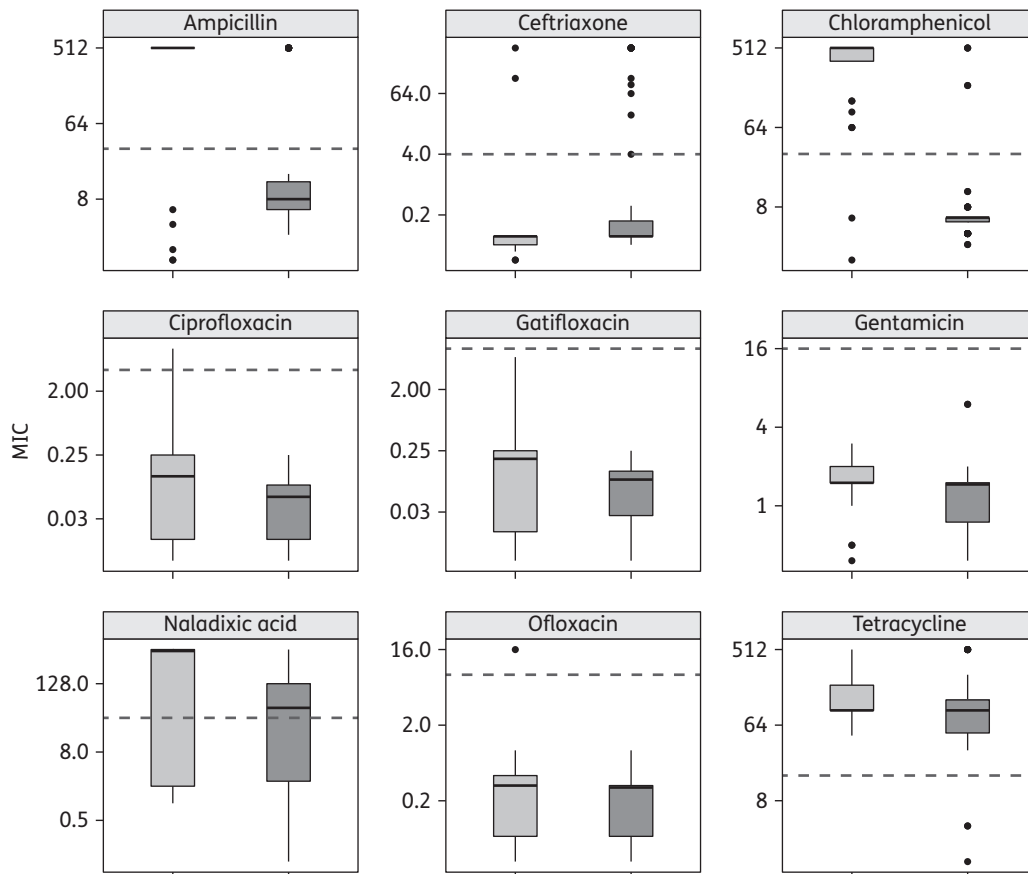 Ampicillin
Ceftriaxone
Chloramphenicol
512
64
8
64.0
4.0
0.2
512
64
8
Ciprofloxacin
Gatifloxacin
Gentamicin
MIC
2.00
0.25
0.03
2.00
0.25
0.03
16
4
1
Naladixic acid
Ofloxacin
Tetracycline
128.0
8.0
0.5
16.0
2.0
0.2
512
64
8